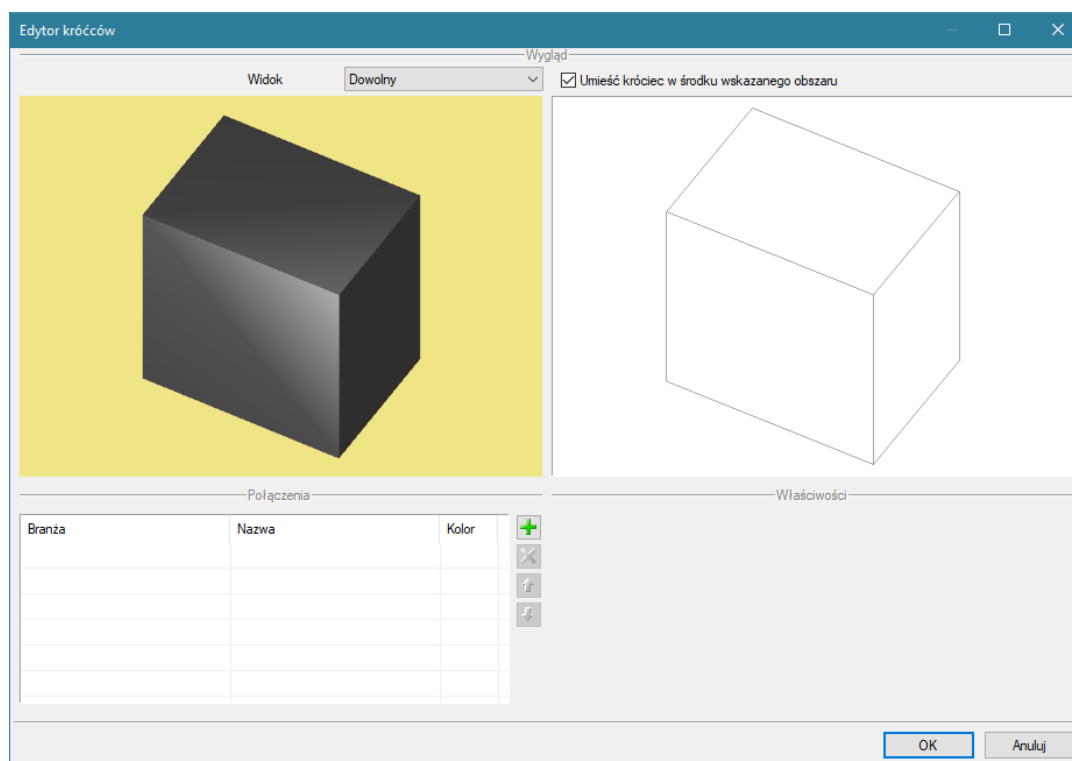 Edytor króćców
Wygląd
Widok Dowolny Umieść króciec w środku wskazanego obszaru
Połączenia Właściwości
Branża Nazwa Kolor
OK Anuluj